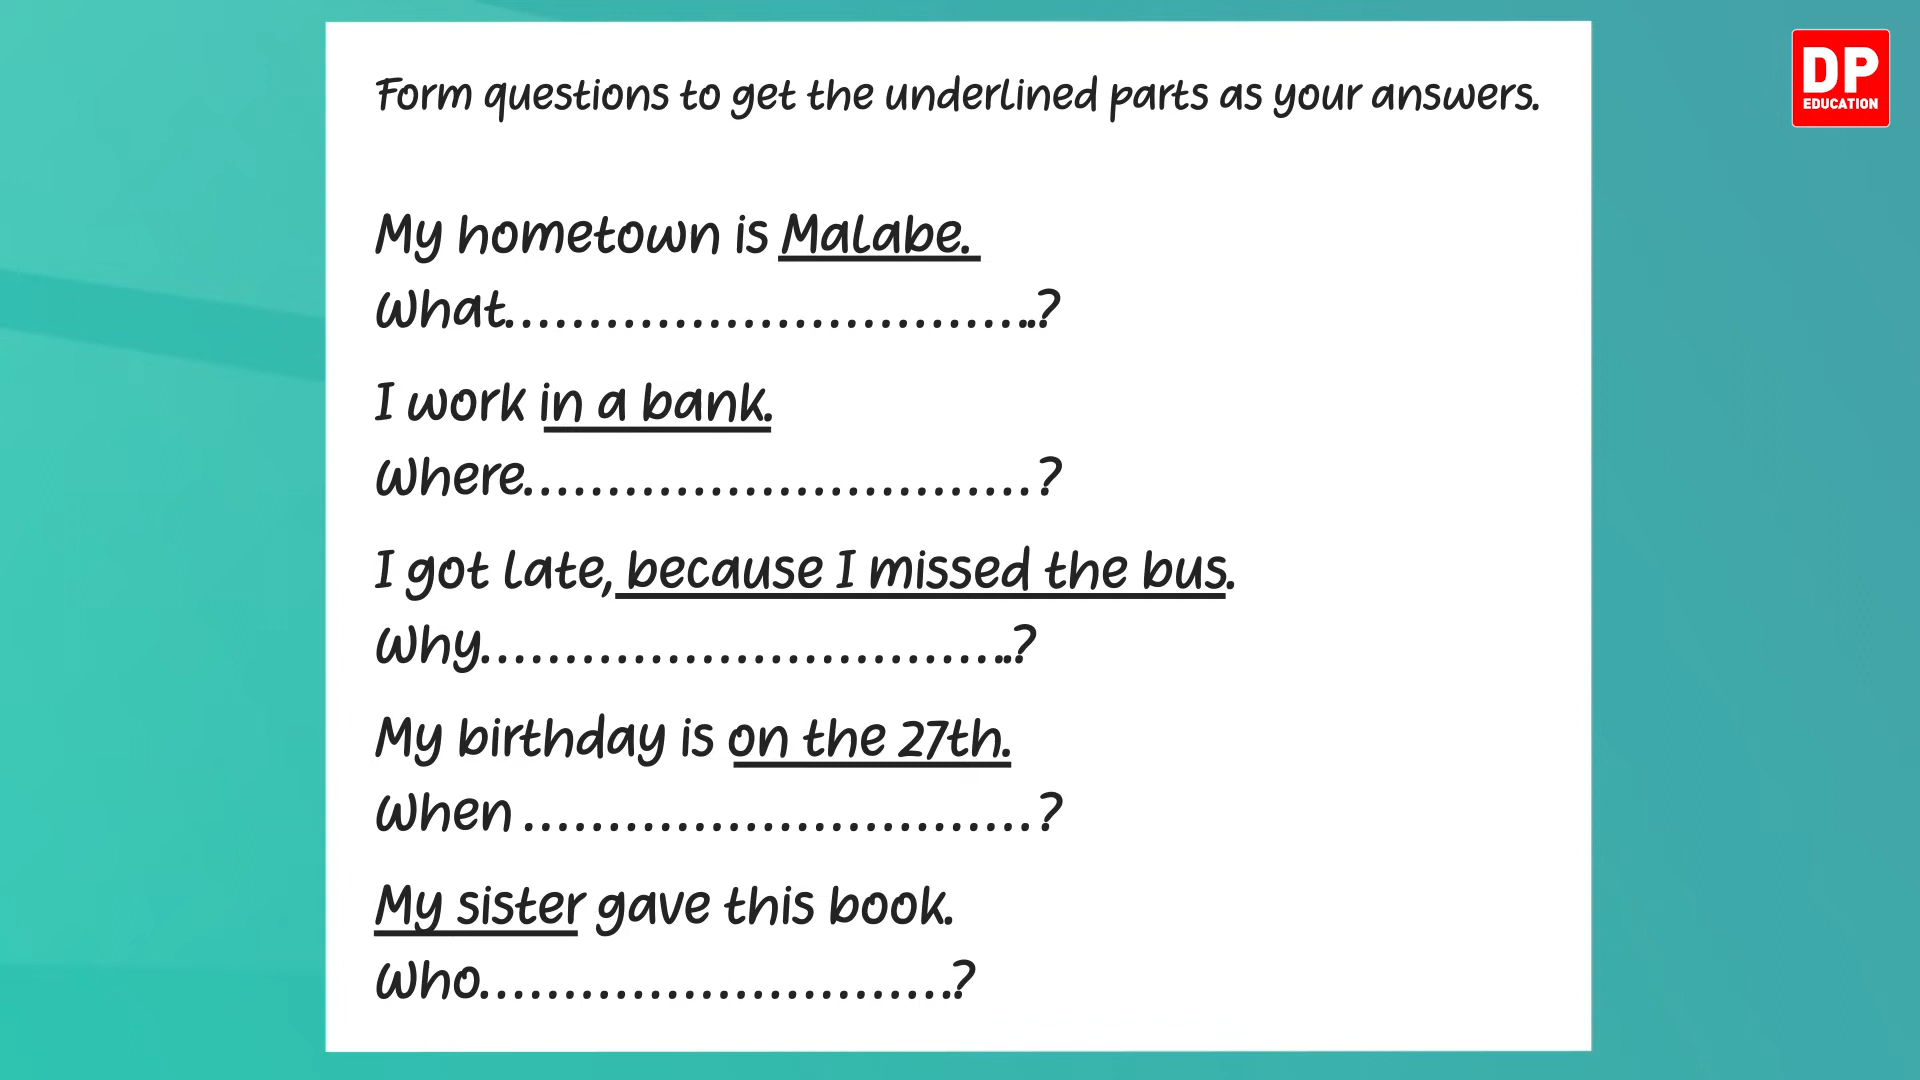 Form questions to get the underlined parts as your answers.
DP
EDUCATION
My hometown is Malabe.
What.................................?
I work in a bank.
Where..............................?
I got late, because I missed the bus.
Why.................................?
My birthday is on the 27th.
When ..............................?
My sister gave this book.
Who............................?